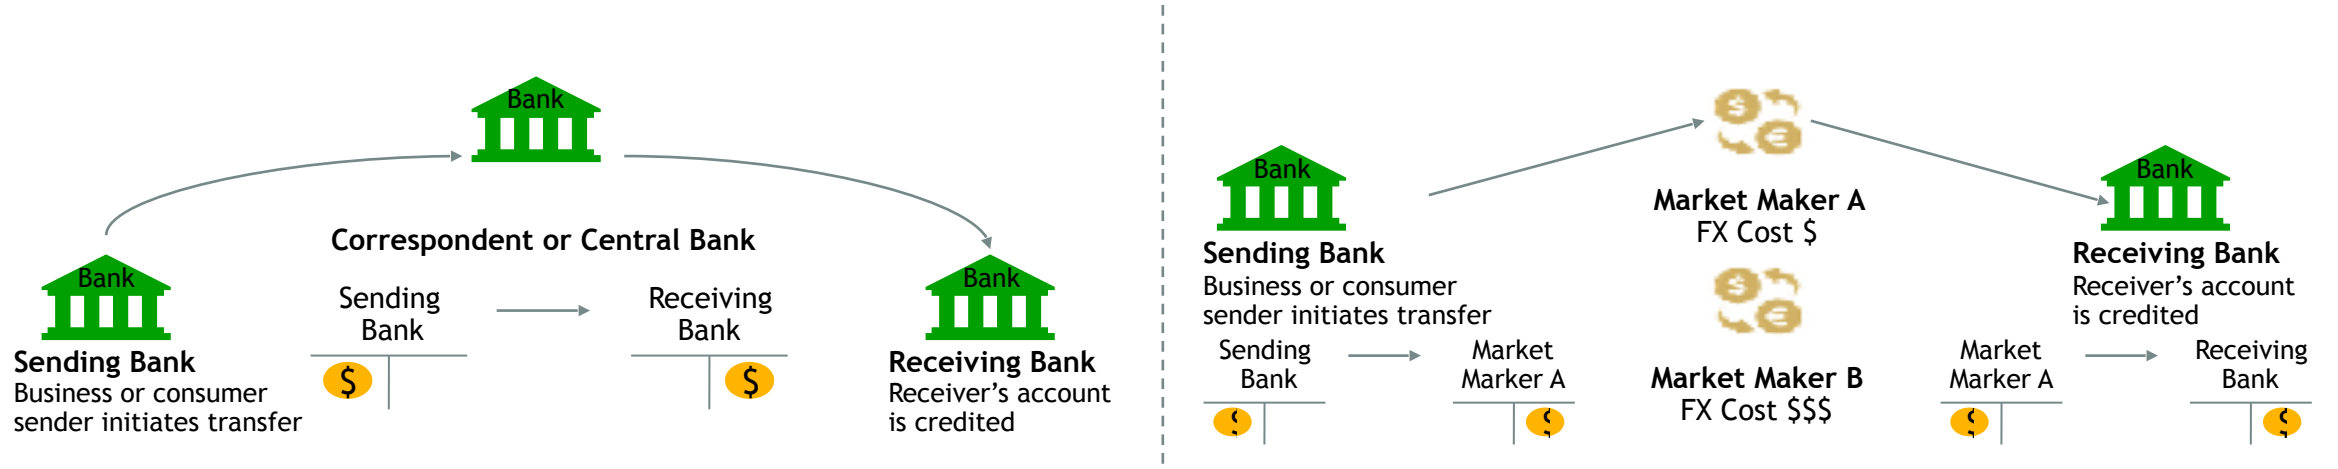 Bank
Correspondent or Central Bank
Bank
Sending Bank
Business or consumer
sender initiates transfer
Sending
Bank
$
Receiving
Bank
$
Bank
Receiving Bank
Receiver’s account
is credited
Bank
Sending Bank
Business or consumer
sender initiates transfer
Sending
Bank
$
Market
Marker A
$
$
€
Market Maker A
FX Cost $
$
€
Market Maker B
FX Cost $$$
Bank
Receiving Bank
Receiver’s account
is credited
Market
Marker A
$
Receiving
Bank
$